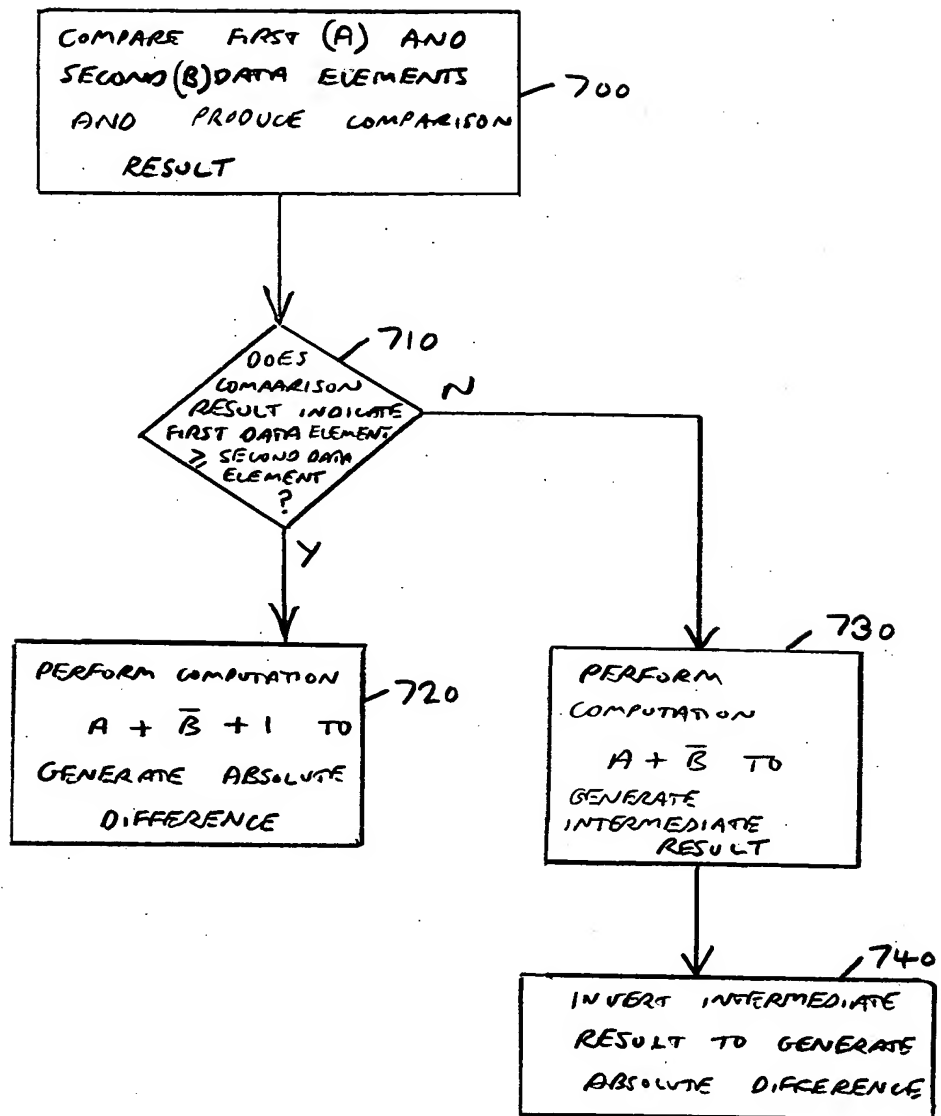 COMPARE FIRST (A) AND
SECOND (B) DATA ELEMENTS
AND PRODUCE COMPARISON
RESULT
700
710
DOES
COMAARISON
RESULT INDICATE
FIRST DATA ELEMENT
≥ SECOND DATA
ELEMENT
?
N
Y
PERFORM COMPUTATION
A + B̅ + 1 TO
GENERATE ABSOLUTE
DIFFERENCE
720
730
PERFORM
COMPUTATION
A + B̅ TO
GENERATE
INTERMEDIATE
RESULT
740
INVERT INTERMEDIATE
RESULT TO GENERATE
ABSOLUTE DIFFERENCE